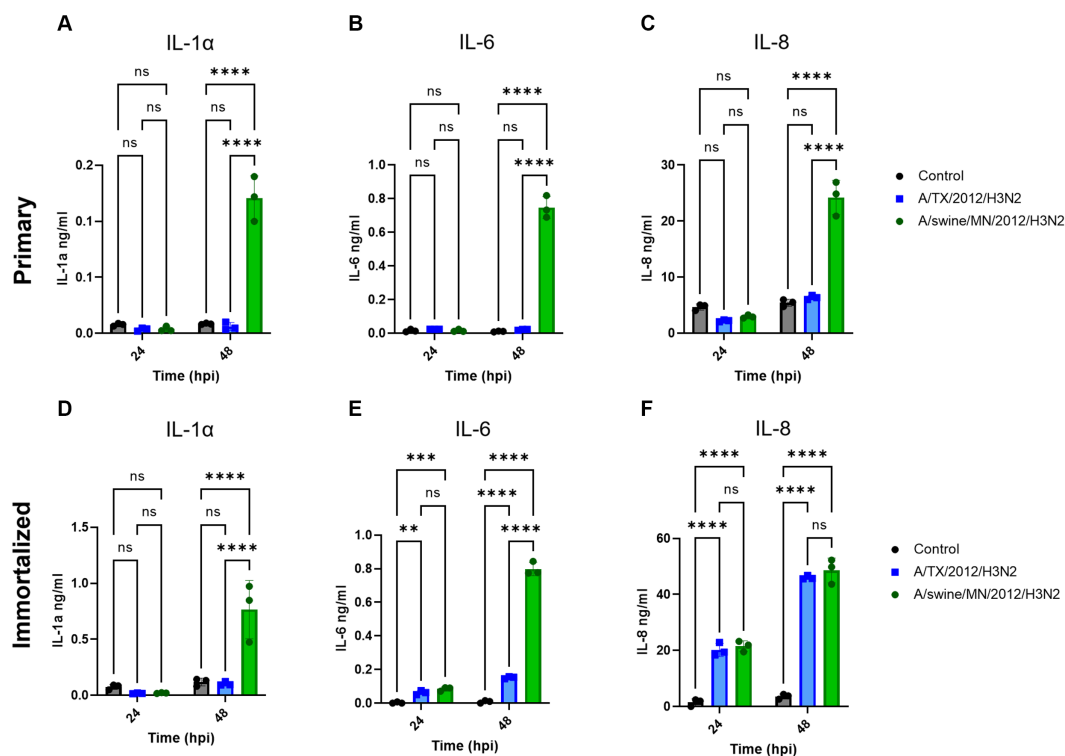 A
IL-1α
ns
****
ns
ns
ns
ns
****
0.2
0.1
0.1
0.0
IL-1a ng/ml
24
48
Time (hpi)
B
IL-6
ns
****
ns
ns
ns
ns
****
1.0
0.8
0.6
0.4
0.2
0.0
IL-6 ng/ml
24
48
Time (hpi)
C
IL-8
ns
****
ns
ns
ns
ns
****
30
20
10
0
IL-8 ng/ml
24
48
Time (hpi)
Control
A/TX/2012/H3N2
A/swine/MN/2012/H3N2
Primary
D
IL-1α
ns
****
ns
ns
ns
ns
****
1.5
1.0
0.5
0.0
IL-1a ng/ml
24
48
Time (hpi)
E
IL-6
***
****
ns
****
**
****
1.0
0.8
0.6
0.4
0.2
0.0
IL-6 ng/ml
24
48
Time (hpi)
F
IL-8
****
****
ns
****
****
ns
60
40
20
0
IL-8 ng/ml
24
48
Time (hpi)
Control
A/TX/2012/H3N2
A/swine/MN/2012/H3N2
Immortalized